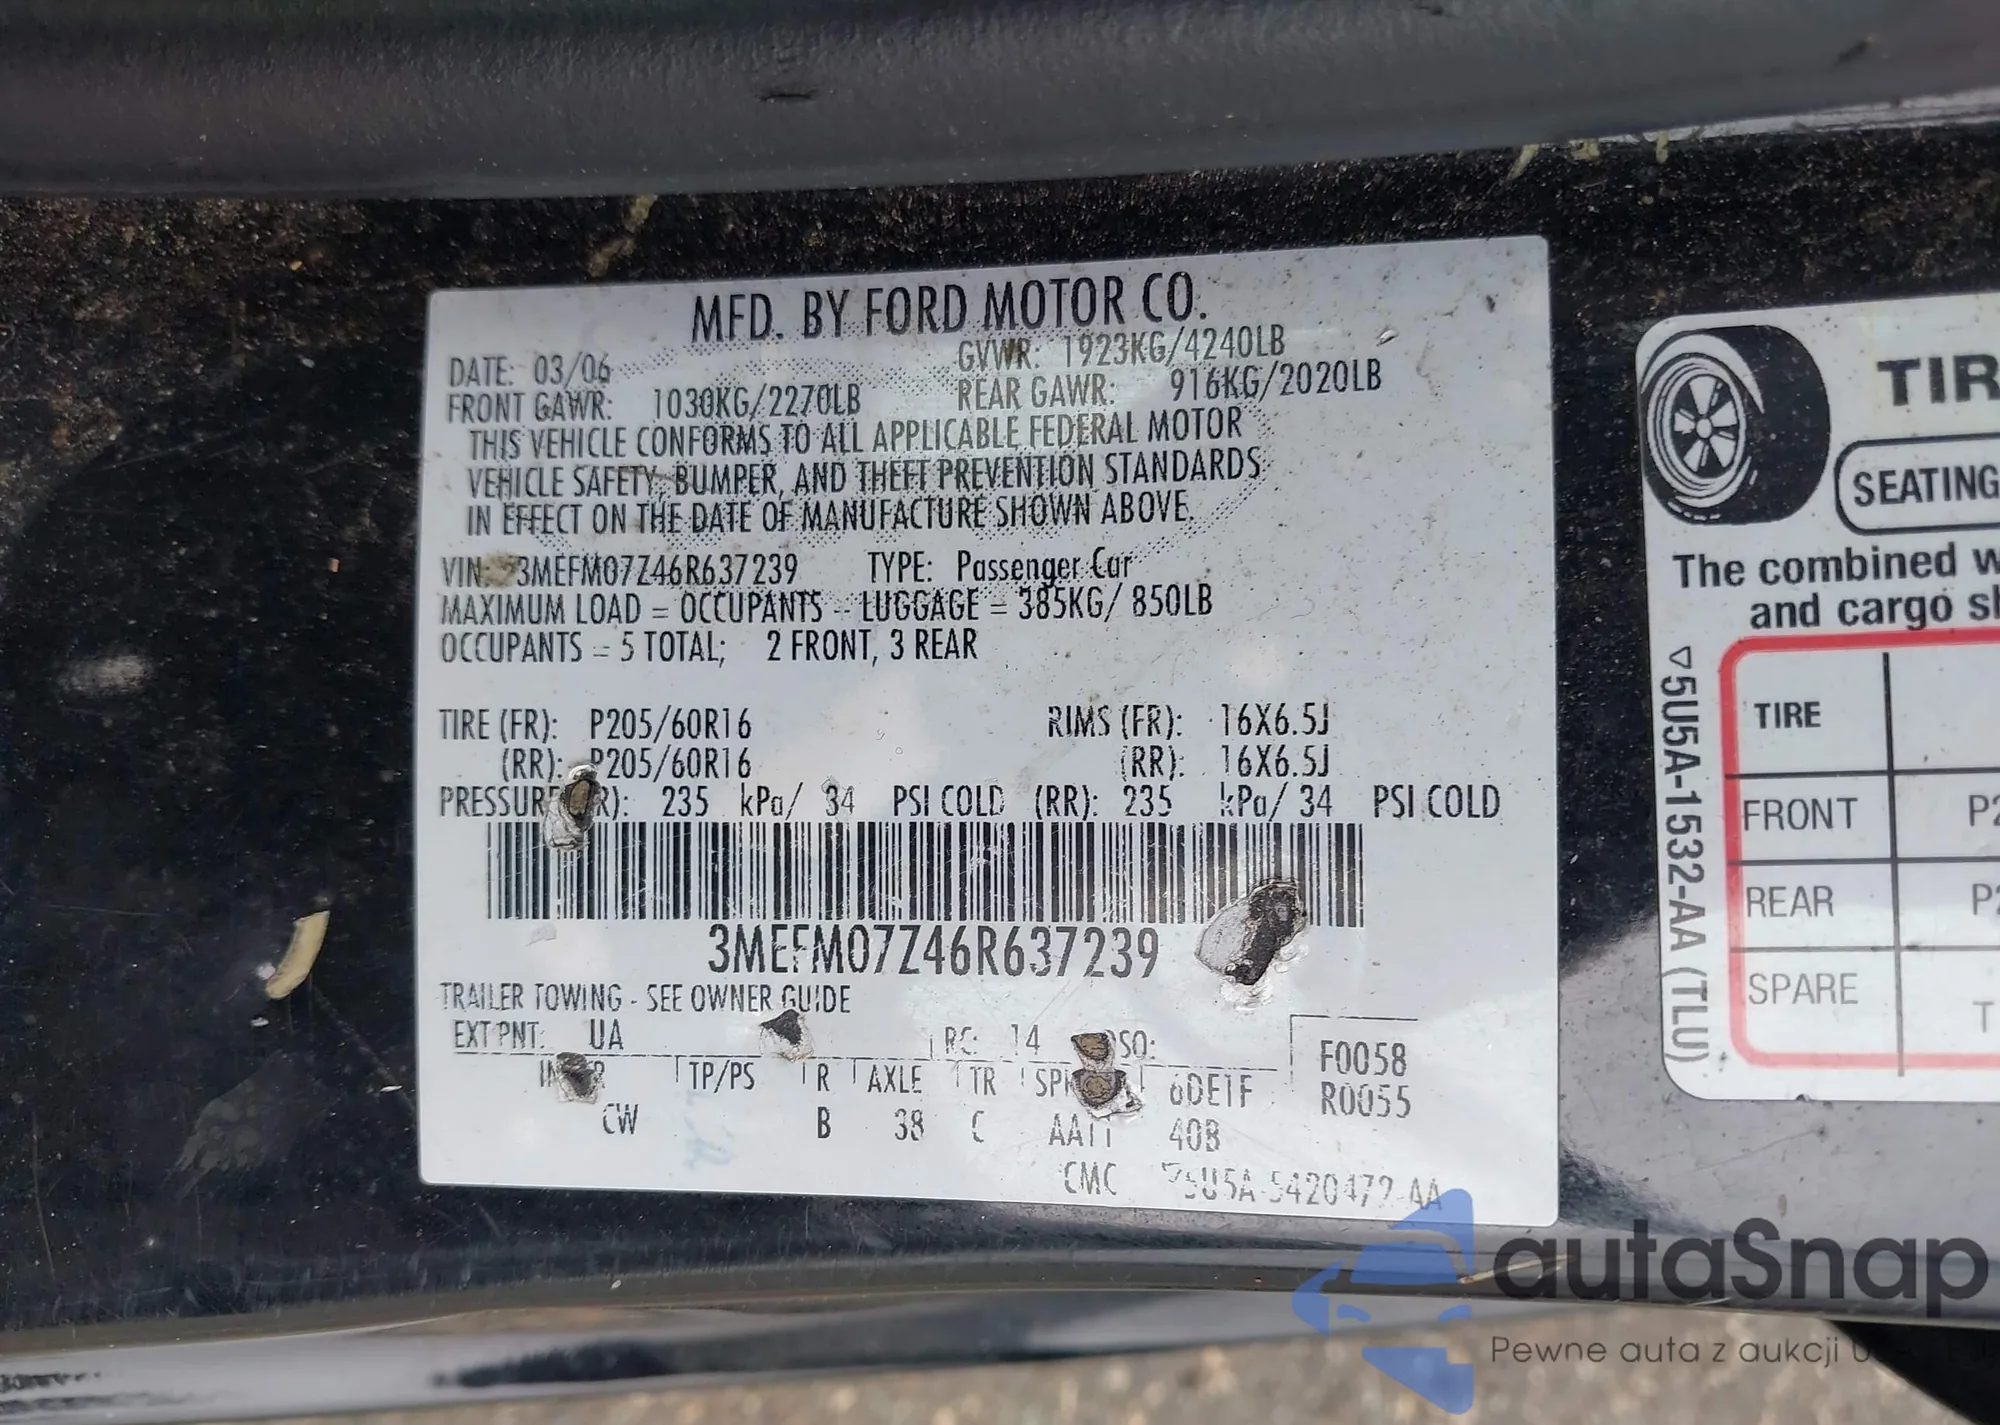 MFD. BY FORD MOTOR CO.
DATE: 03/06 GVWR: 1923KG/4240LB
FRONT GAWR: 1030KG/2270LB REAR GAWR: 916KG/2020LB
THIS VEHICLE CONFORMS TO ALL APPLICABLE FEDERAL MOTOR
VEHICLE SAFETY, BUMPER, AND THEFT PREVENTION STANDARDS
IN EFFECT ON THE DATE OF MANUFACTURE SHOWN ABOVE.
VIN: 3MEFM07Z46R637239 TYPE: Passenger Car
MAXIMUM LOAD = OCCUPANTS - LUGGAGE = 385KG/ 850LB
OCCUPANTS = 5 TOTAL; 2 FRONT, 3 REAR
TIRE (FR): P205/60R16 RIMS (FR): 16X6.5J
(RR): P205/60R16 (RR): 16X6.5J
235 kPa/ 34 PSI COLD (RR): 235 kPa/ 34 PSI COLD
3MEFM07Z46R637239
TRAILER TOWING - SEE OWNER GUIDE
EXT PNT: UA RC: 14 DSO:
TP/PS R AXLE TR 6DE1F
CW B 38 C 40B
F0058
R0055
CMC
TIR
SEATING
The combined w
and cargo sh
TIRE
FRONT P2
REAR P2
SPARE T
▽5U5A-1532-AA (TLU)
autaSnap
Pewne auta z aukcji